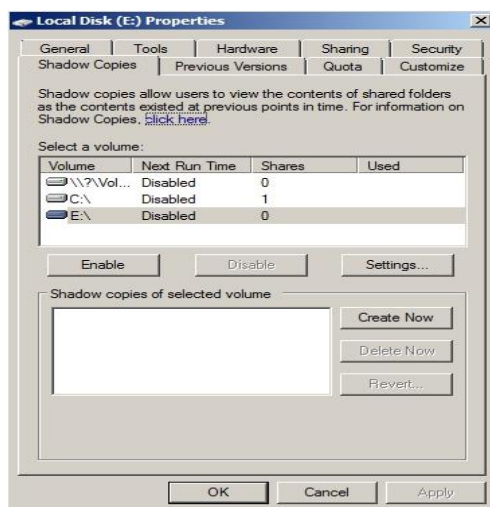 Local Disk (E:) Properties
General Tools Hardware Sharing Security
Shadow Copies Previous Versions Quota Customize
Shadow copies allow users to view the contents of shared folders
as the contents existed at previous points in time. For information on
Shadow Copies, click here.
Select a volume:
Volume Next Run Time Shares Used
\\?\Vol... Disabled 0
C:\ Disabled 1
E:\ Disabled 0
Enable Disable Settings...
Shadow copies of selected volume
Create Now
Delete Now
Revert...
OK Cancel Apply